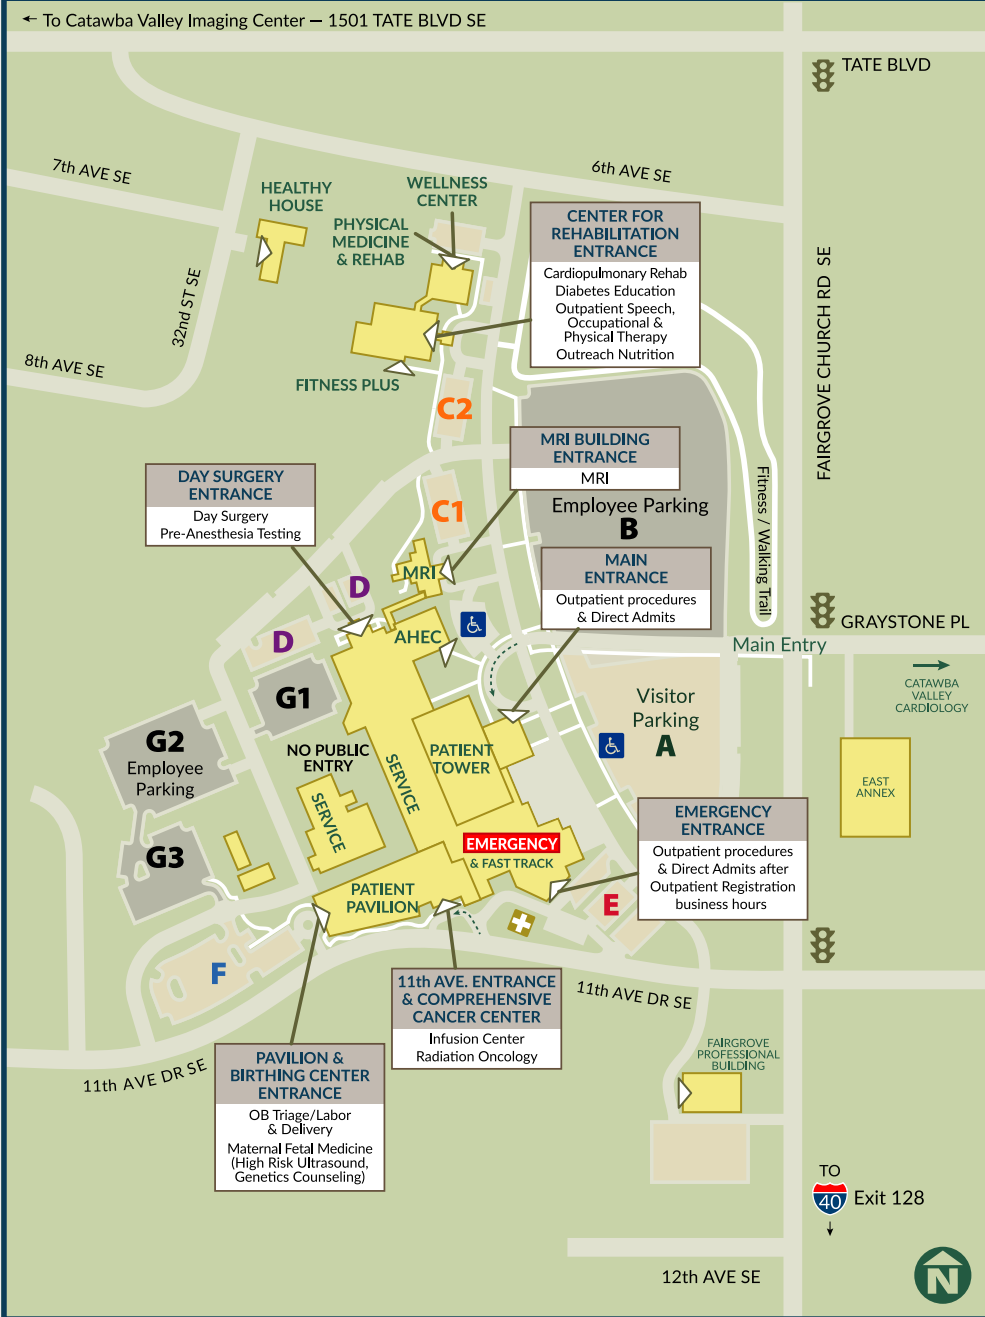 ← To Catawba Valley Imaging Center — 1501 TATE BLVD SE
TATE BLVD
7th AVE SE
6th AVE SE
HEALTHY
HOUSE
WELLNESS
CENTER
PHYSICAL
MEDICINE
& REHAB
CENTER FOR
REHABILITATION
ENTRANCE
Cardiopulmonary Rehab
Diabetes Education
Outpatient Speech,
Occupational &
Physical Therapy
Outreach Nutrition
FAIRGROVE CHURCH RD SE
32nd ST SE
8th AVE SE
FITNESS PLUS
C2
MRI BUILDING
ENTRANCE
MRI
DAY SURGERY
ENTRANCE
Day Surgery
Pre-Anesthesia Testing
C1
Employee Parking
B
Fitness / Walking Trail
MAIN
ENTRANCE
Outpatient procedures
& Direct Admits
MRI
D
D
AHEC
GRAYSTONE PL
Main Entry
CATAWBA
VALLEY
CARDIOLOGY
G1
Visitor
Parking
A
G2
Employee
Parking
NO PUBLIC
ENTRY
SERVICE
PATIENT
TOWER
SERVICE
EAST
ANNEX
G3
EMERGENCY
& FAST TRACK
EMERGENCY
ENTRANCE
Outpatient procedures
& Direct Admits after
Outpatient Registration
business hours
PATIENT
PAVILION
E
F
11th AVE. ENTRANCE
& COMPREHENSIVE
CANCER CENTER
Infusion Center
Radiation Oncology
11th AVE DR SE
11th AVE DR SE
PAVILION &
BIRTHING CENTER
ENTRANCE
OB Triage/Labor
& Delivery
Maternal Fetal Medicine
(High Risk Ultrasound,
Genetics Counseling)
FAIRGROVE
PROFESSIONAL
BUILDING
TO
40 Exit 128
12th AVE SE
N